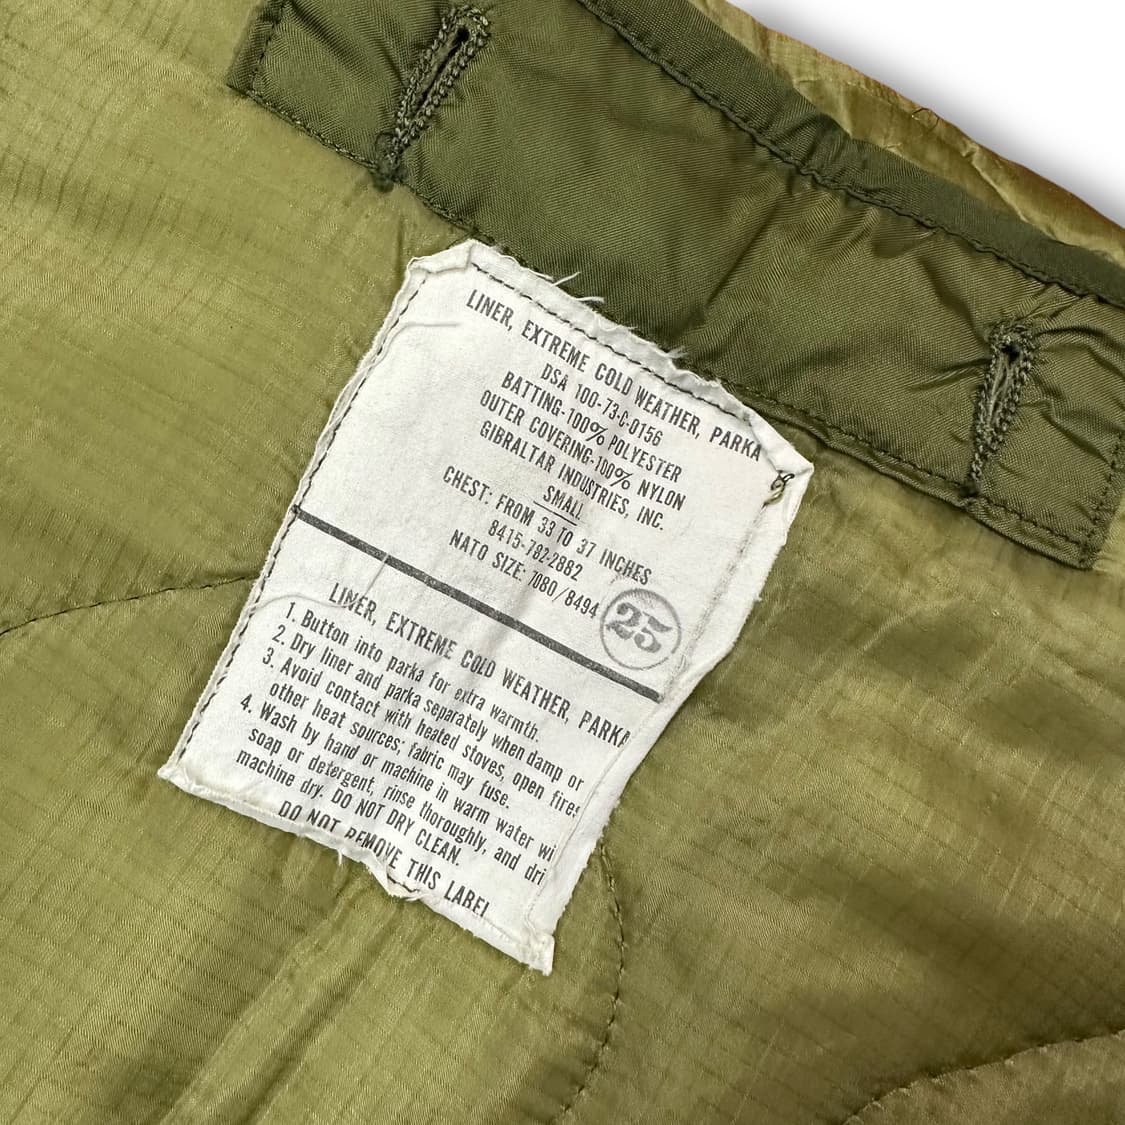 LINER, EXTREME COLD WEATHER, PARKA
DSA 100-73-C-0156
BATTING-100% POLYESTER
OUTER COVERING-100% NYLON
GIBRALTAR INDUSTRIES, INC.
SMALL
CHEST: FROM 33 TO 37 INCHES
8415-782-2882
NATO SIZE: 7080/8494
25
LINER, EXTREME COLD WEATHER, PARKA
1. Button into parka for extra warmth.
2. Dry liner and parka separately when damp or
3. Avoid contact with heated stoves, open fires
other heat sources; fabric may fuse.
4. Wash by hand or machine in warm water wi
soap or detergent, rinse thoroughly, and dri
machine dry. DO NOT DRY CLEAN.
DO NOT REMOVE THIS LABEL